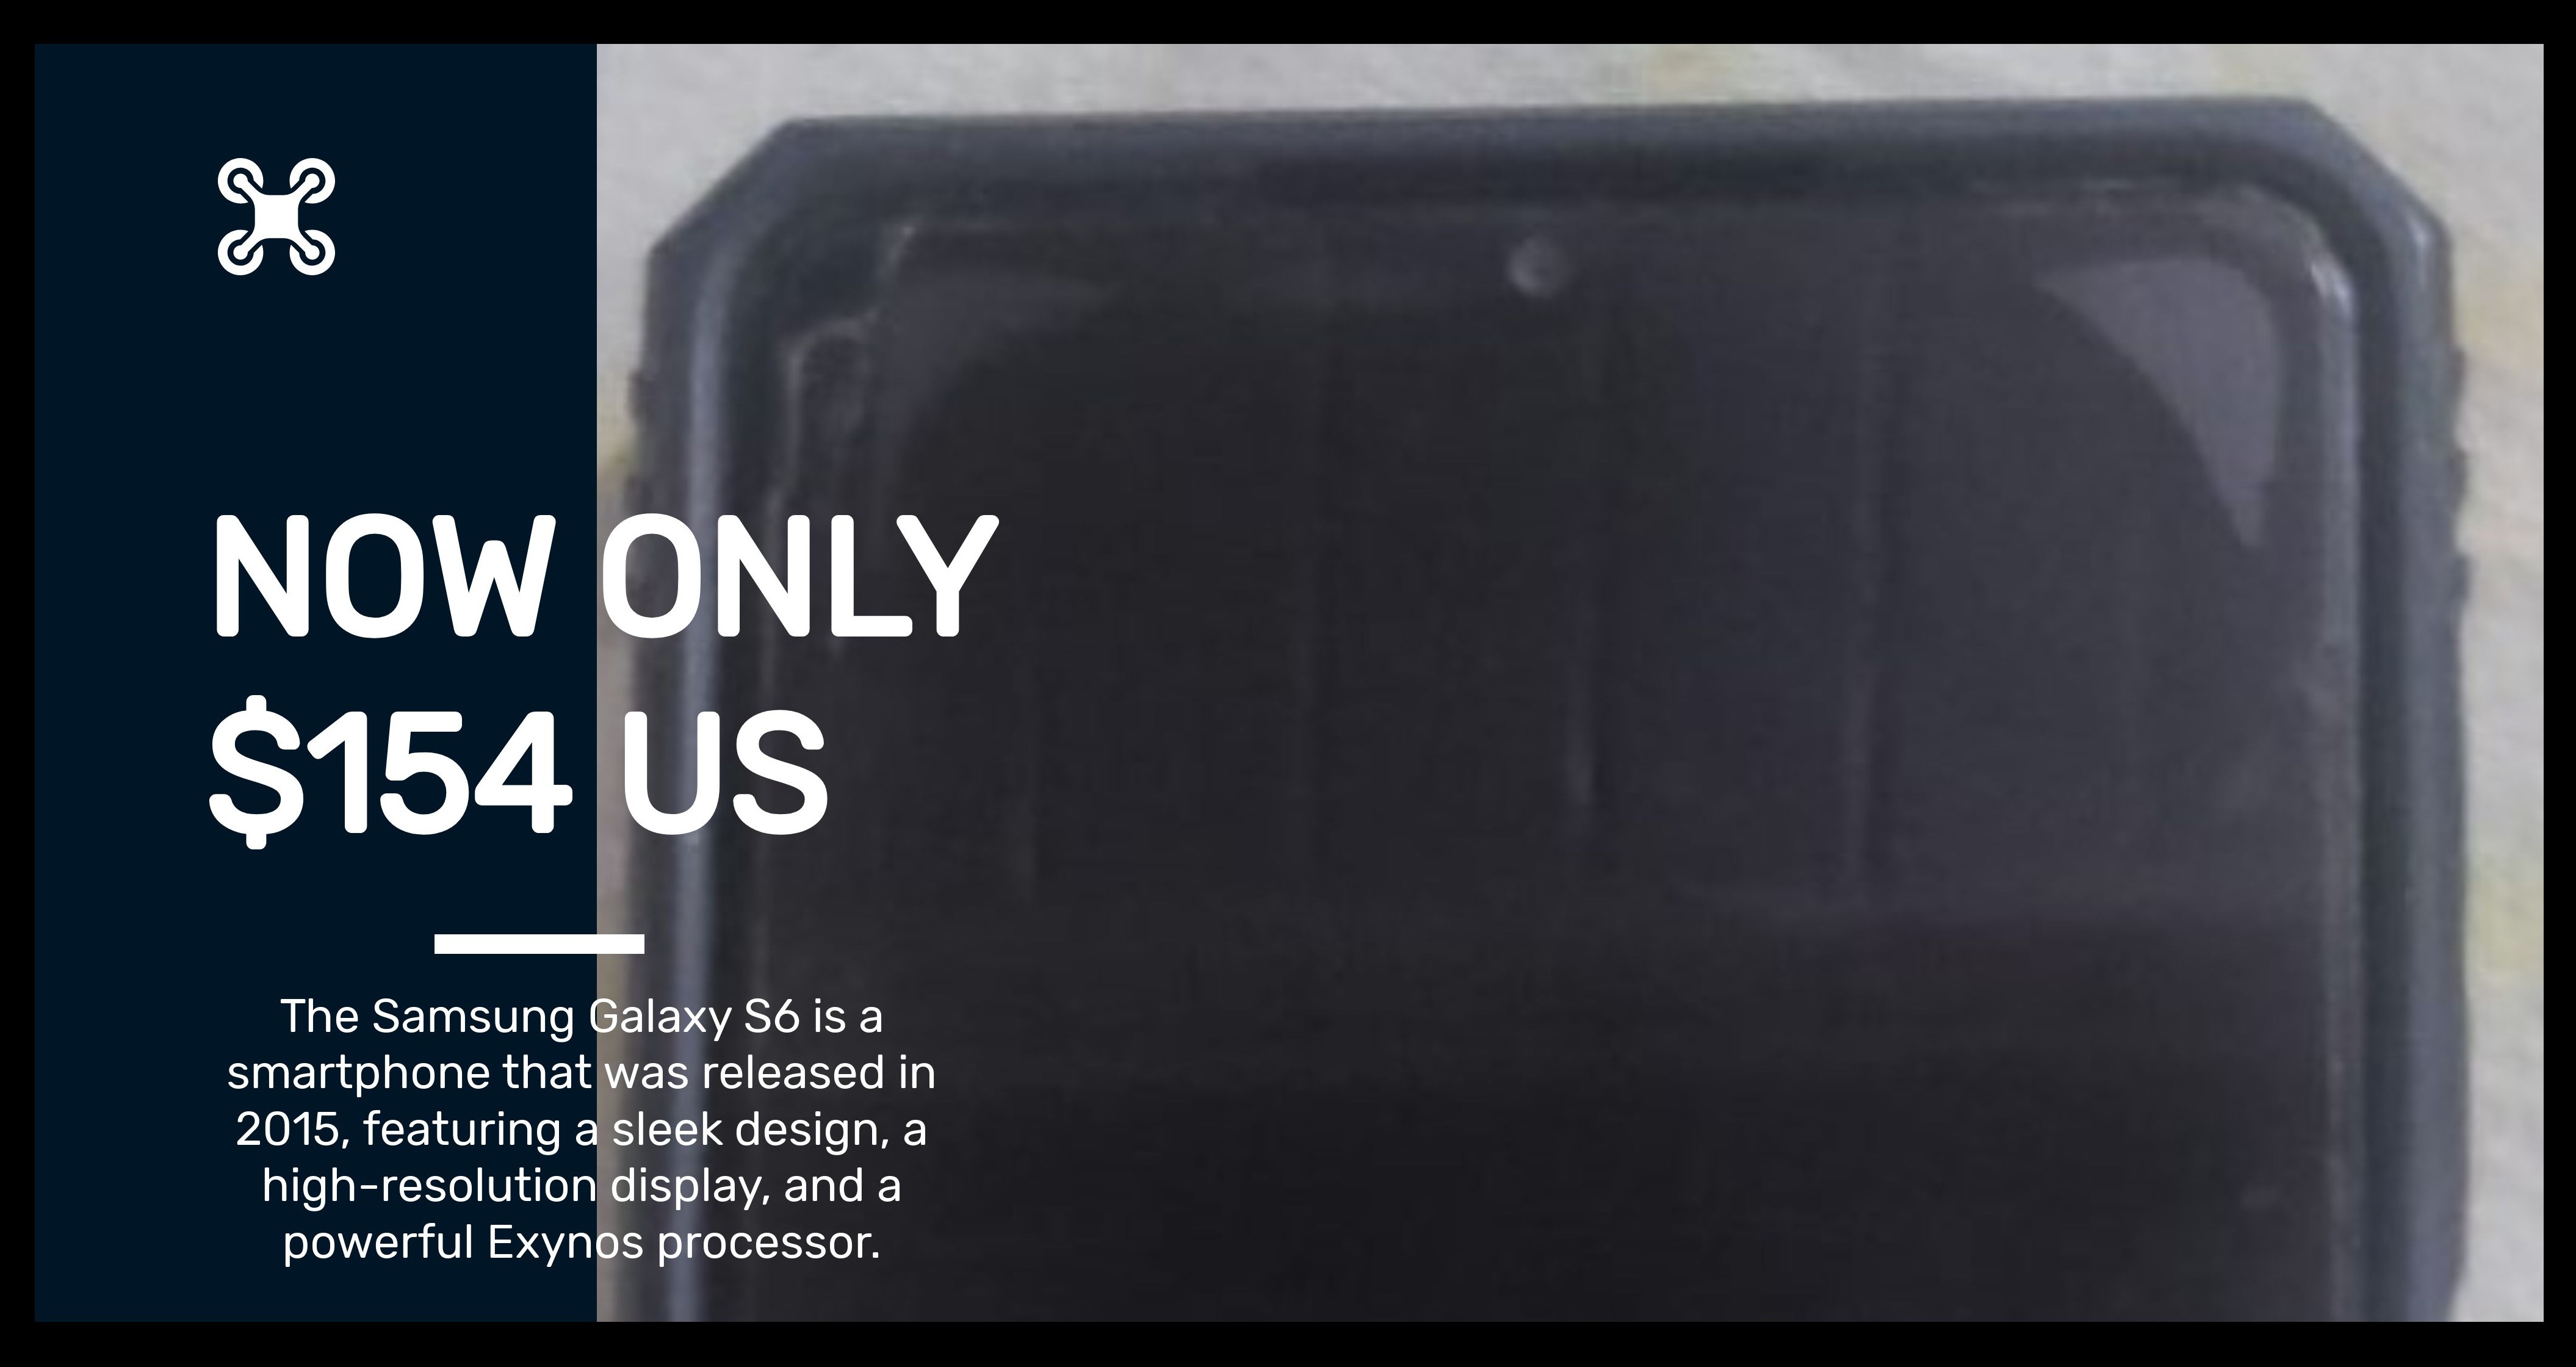 NOW ONLY
$154 US
The Samsung Galaxy S6 is a
smartphone that was released in
2015, featuring a sleek design, a
high-resolution display, and a
powerful Exynos processor.